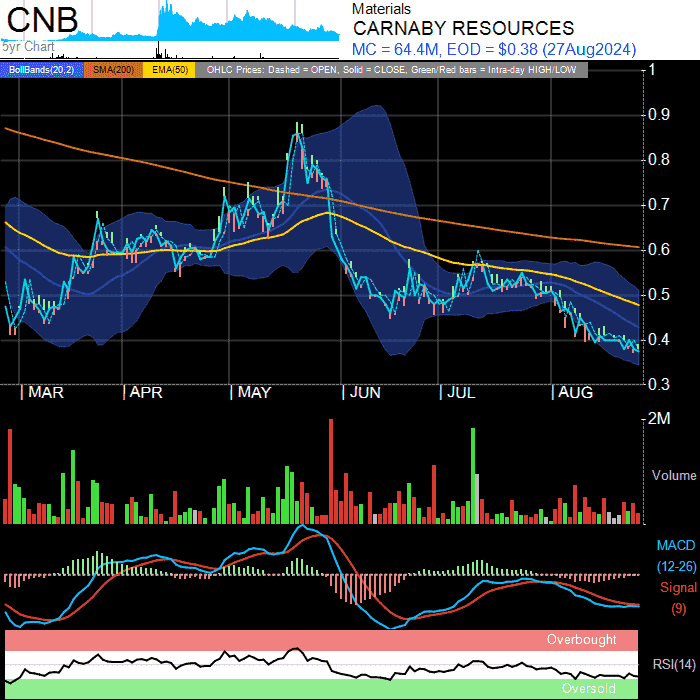 CNB
5yr Chart
Materials
CARNABY RESOURCES
MC = 64.4M, EOD = $0.38 (27Aug2024)
BollBands(20,2) SMA(200) EMA(50) OHLC Prices: Dashed = OPEN, Solid = CLOSE, Green/Red bars = Intra-day HIGH/LOW
1
0.9
0.8
0.7
0.6
0.5
0.4
0.3
| MAR | APR | MAY | JUN | JUL | AUG
2M
Volume
MACD
(12-26)
Signal
(9)
Overbought
RSI(14)
Oversold